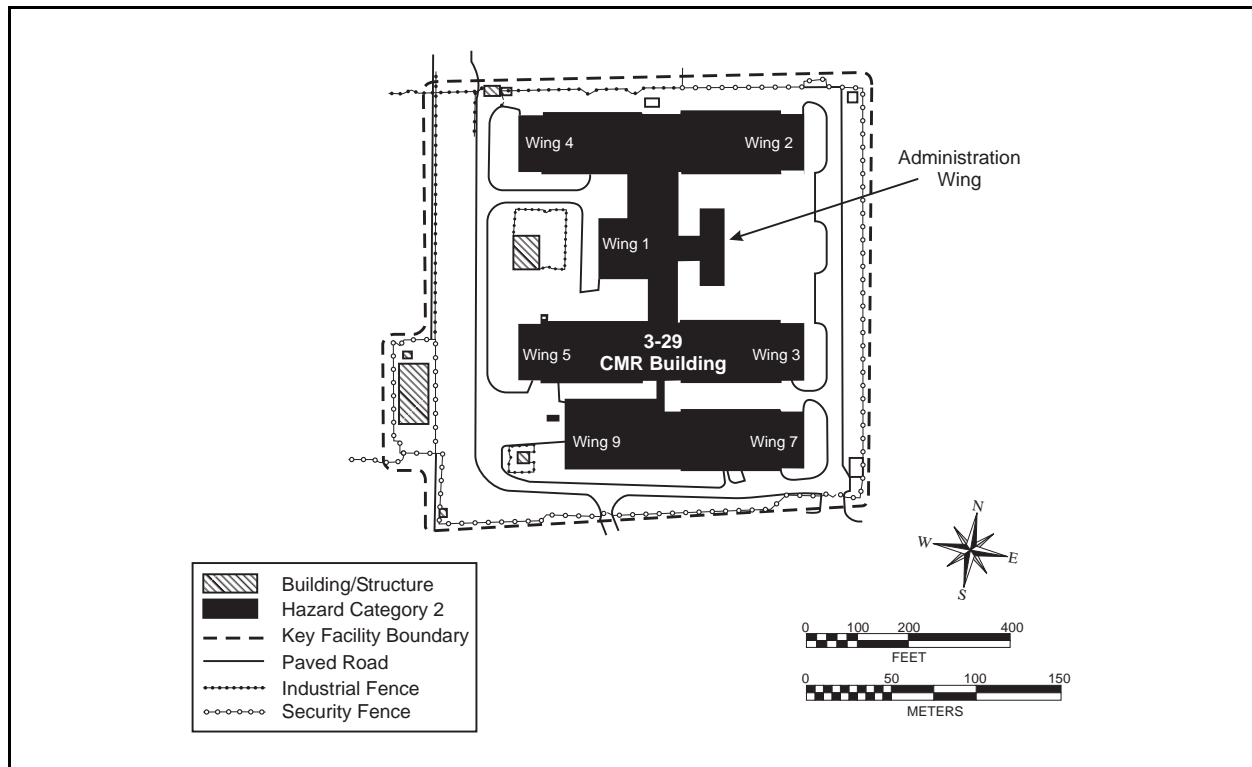 Wing 4
Wing 2
Administration
Wing
Wing 1
3-29
CMR Building
Wing 5
Wing 3
Wing 9
Wing 7
N
W
E
S
Building/Structure
Hazard Category 2
Key Facility Boundary
Paved Road
Industrial Fence
Security Fence
0 100 200 400
FEET
0 50 100 150
METERS